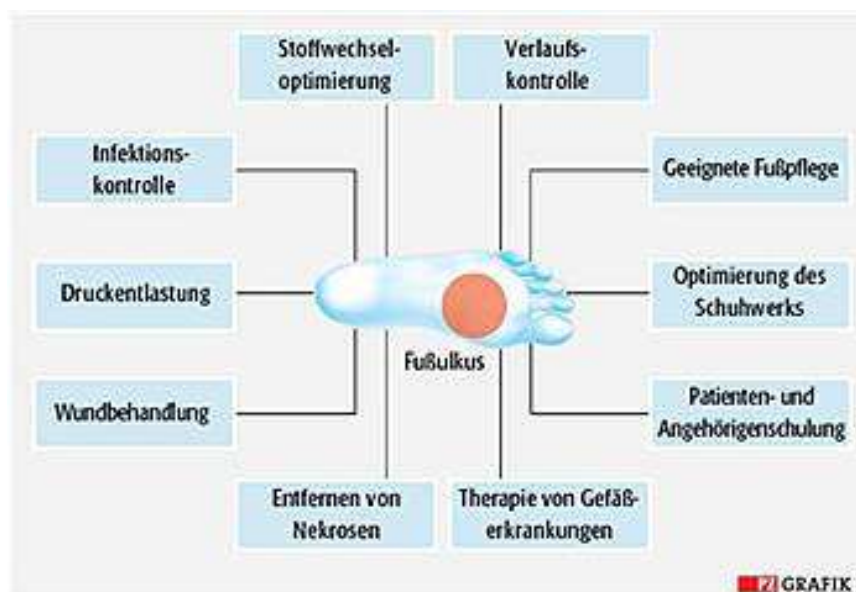 Stoffwechsel-
optimierung
Verlaufs-
kontrolle
Infektions-
kontrolle
Geeignete Fußpflege
Druckentlastung
Optimierung des
Schuhwerks
Fußulkus
Wundbehandlung
Patienten- und
Angehörigenschulung
Entfernen von
Nekrosen
Therapie von Gefäß-
erkrankungen
PZ GRAFIK